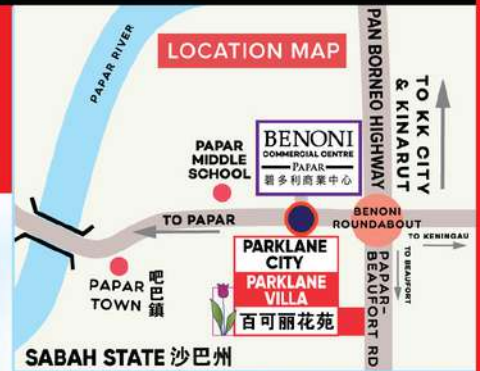 LOCATION MAP
PAPAR RIVER
PAN BORNEO HIGHWAY
TO KK CITY
& KINARUT
PAPAR
MIDDLE
SCHOOL
BENONI
COMMERCIAL CENTRE
PAPAR
碧多利商業中心
TO PAPAR
BENONI
ROUNDABOUT
TO KENINGAU
TO BEAUFORT
PAPAR-
BEAUFORT RD
PARKLANE
CITY
PARKLANE
VILLA
百可丽花苑
PAPAR
TOWN
吧巴鎮
SABAH STATE 沙巴州